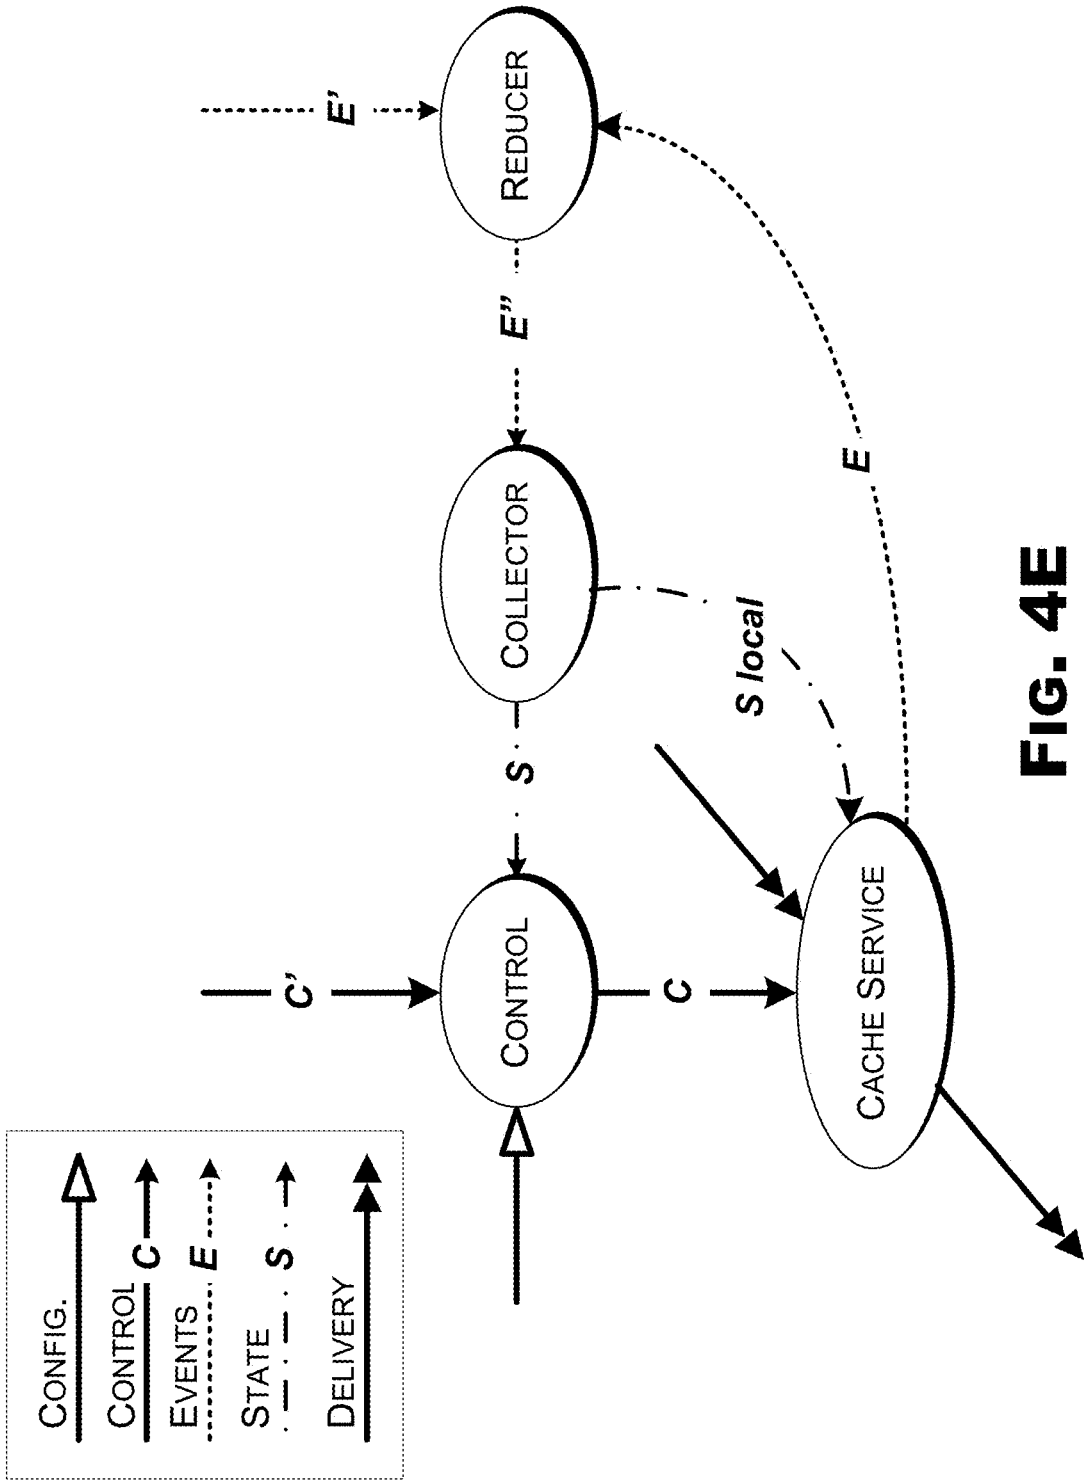 CONFIG.
CONTROL
C
EVENTS
E
STATE
S
DELIVERY
C'
E'
CONTROL
S
COLLECTOR
E"
REDUCER
C
S local
CACHE SERVICE
E
FIG. 4E